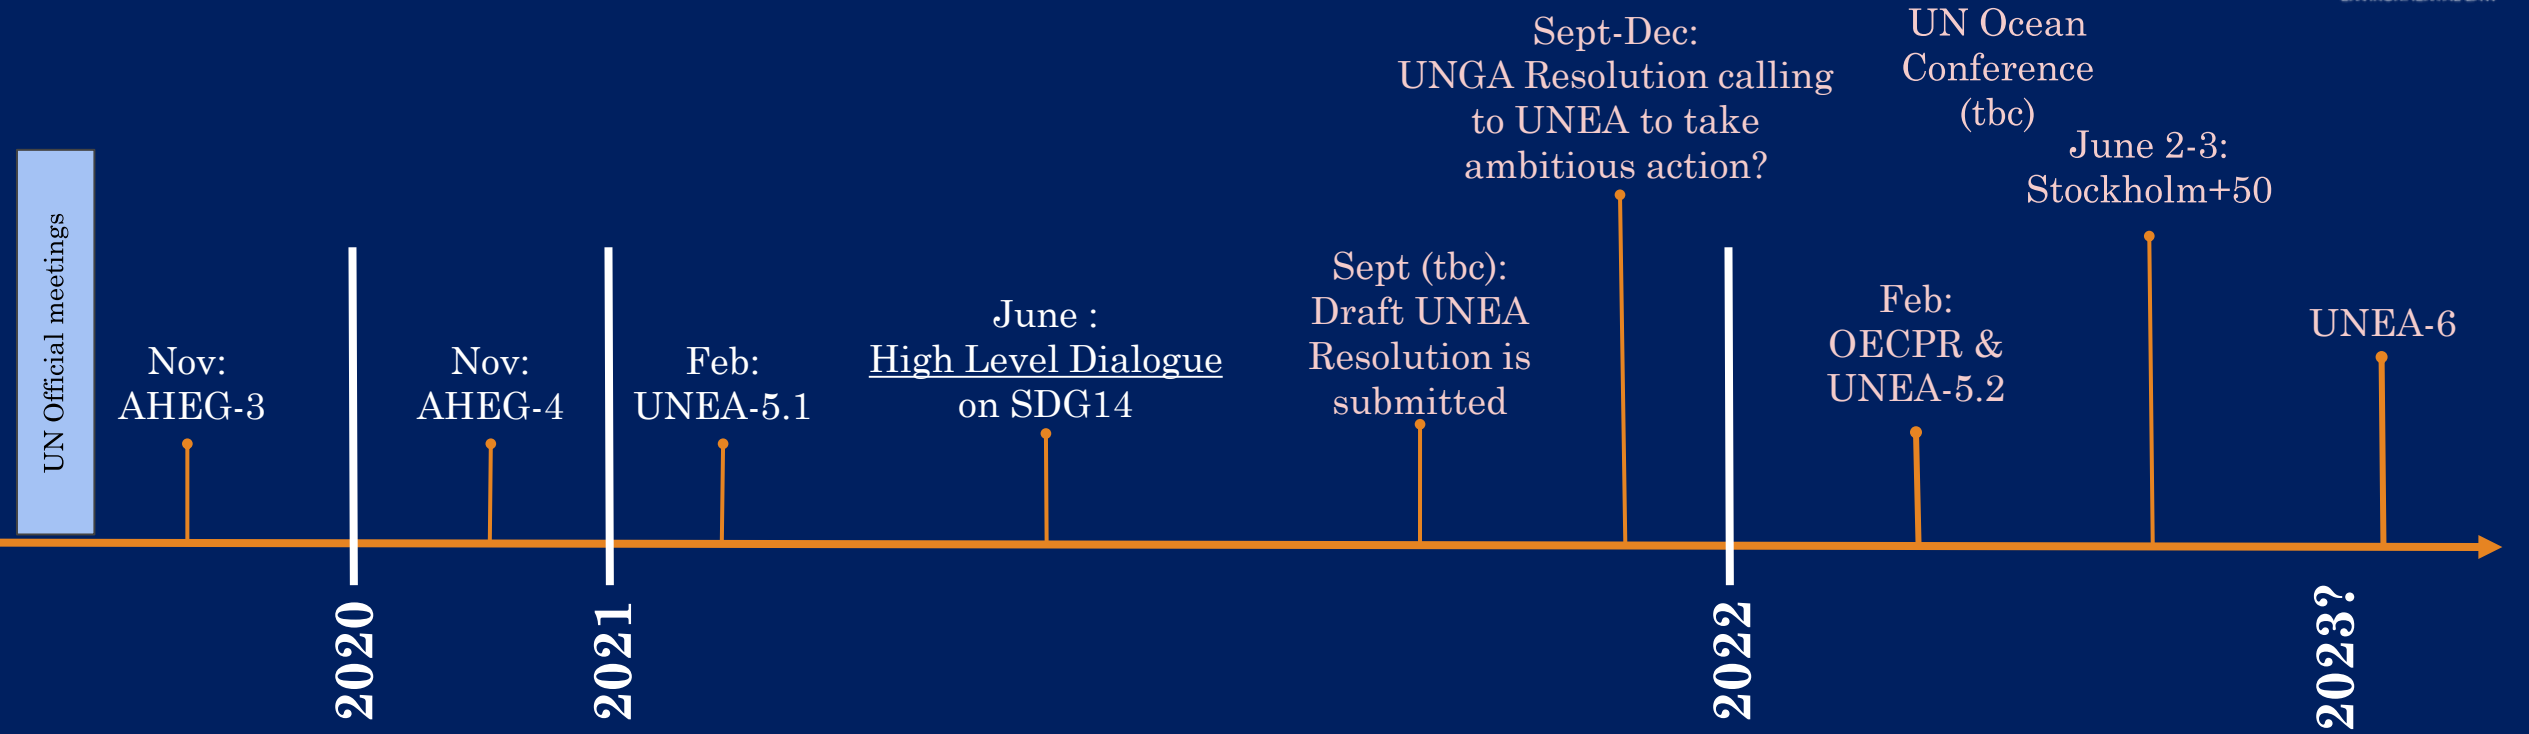 UN Official meetings
Nov:
AHEG-3
2020
Nov:
AHEG-4
2021
Feb:
UNEA-5.1
June :
High Level Dialogue
on SDG14
Sept (tbc):
Draft UNEA
Resolution is
submitted
Sept-Dec:
UNGA Resolution calling
to UNEA to take
ambitious action?
2022
Feb:
OECPR &
UNEA-5.2
UN Ocean
Conference
(tbc)
June 2-3:
Stockholm+50
UNEA-6
2023?